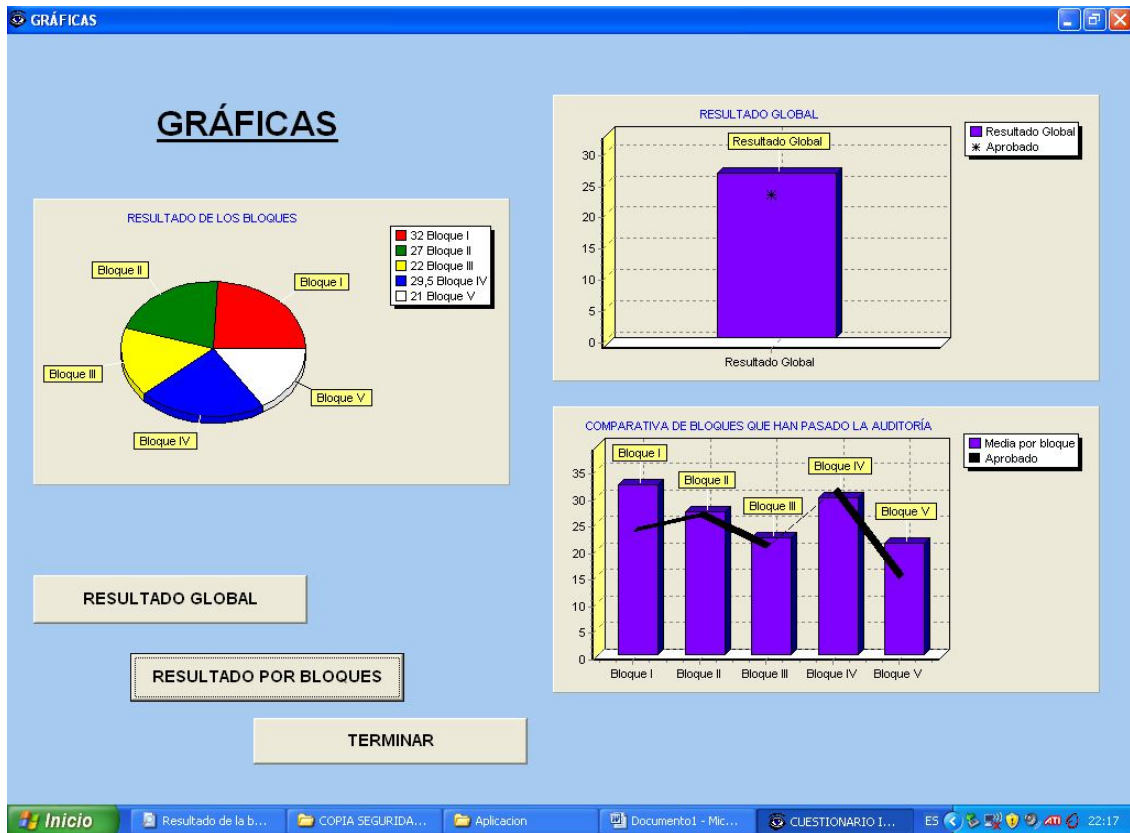 GRÁFICAS
GRÁFICAS
RESULTADO DE LOS BLOQUES
32 Bloque I
27 Bloque II
22 Bloque III
29,5 Bloque IV
21 Bloque V
Bloque II
Bloque I
Bloque III
Bloque V
Bloque IV
RESULTADO GLOBAL
RESULTADO POR BLOQUES
TERMINAR
RESULTADO GLOBAL
Resultado Global
Resultado Global
Aprobado
30
25
20
15
10
5
0
Resultado Global
COMPARATIVA DE BLOQUES QUE HAN PASADO LA AUDITORÍA
Media por bloque
Aprobado
Bloque I
Bloque II
Bloque III
Bloque IV
Bloque V
35
30
25
20
15
10
5
0
Bloque I Bloque II Bloque III Bloque IV Bloque V
Inicio
Resultado de la b...
COPIA SEGURIDA...
Aplicacion
Documento1 - Mic...
CUESTIONARIO I...
ES
ATI
22:17